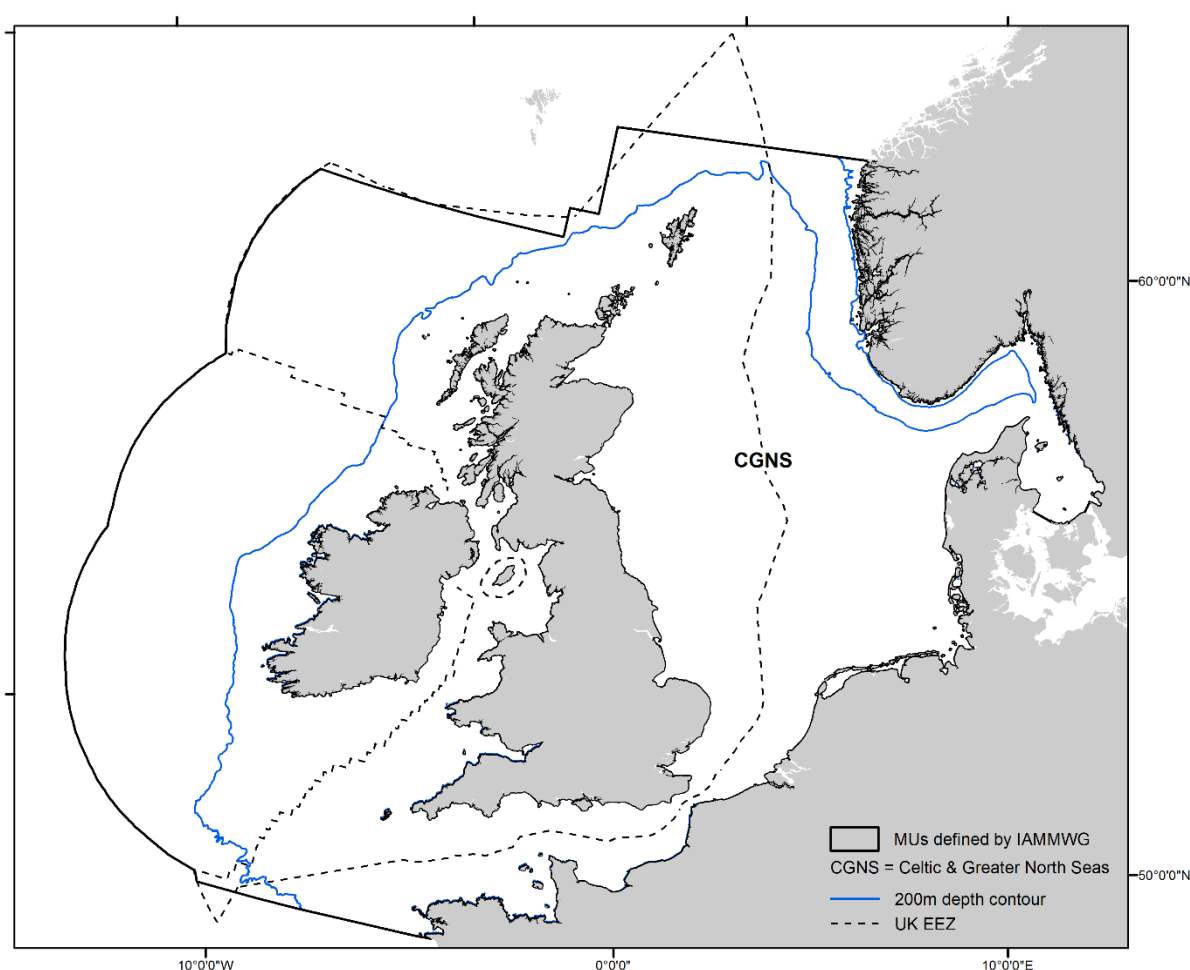 60°0'0"N
CGNS
MUs defined by IAMMWG
CGNS = Celtic & Greater North Seas
200m depth contour
UK EEZ
50°0'0"N
10°0'0"W
0°0'0"
10°0'0"E